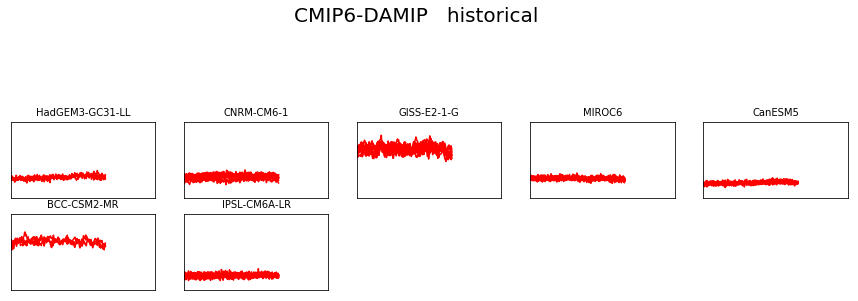 CMIP6-DAMIP   historical
HadGEM3-GC31-LL
CNRM-CM6-1
GISS-E2-1-G
MIROC6
CanESM5
BCC-CSM2-MR
IPSL-CM6A-LR